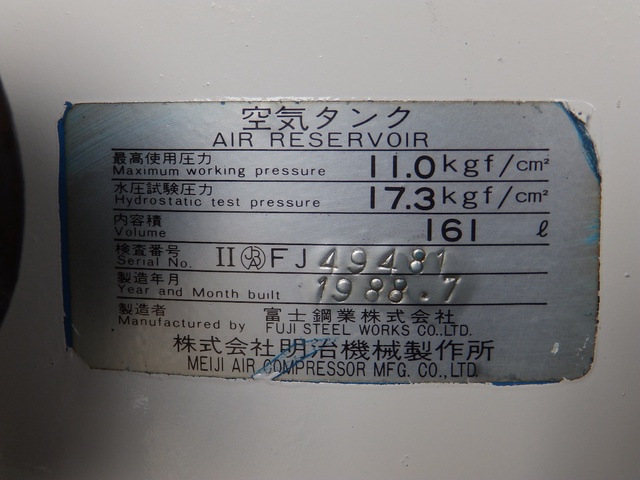 空気タンク
AIR RESERVOIR
最高使用圧力 11.0 kgf/cm²
Maximum working pressure
水圧試験圧力 17.3 kgf/cm²
Hydrostatic test pressure
内容積 161 ℓ
Volume
検査番号 II FJ 49481
Serial No.
製造年月 1988.7
Year and Month built
製造者 富士鋼業株式会社
Manufactured by FUJI STEEL WORKS CO.LTD.
株式会社明治機械製作所
MEIJI AIR COMPRESSOR MFG. CO.,LTD.